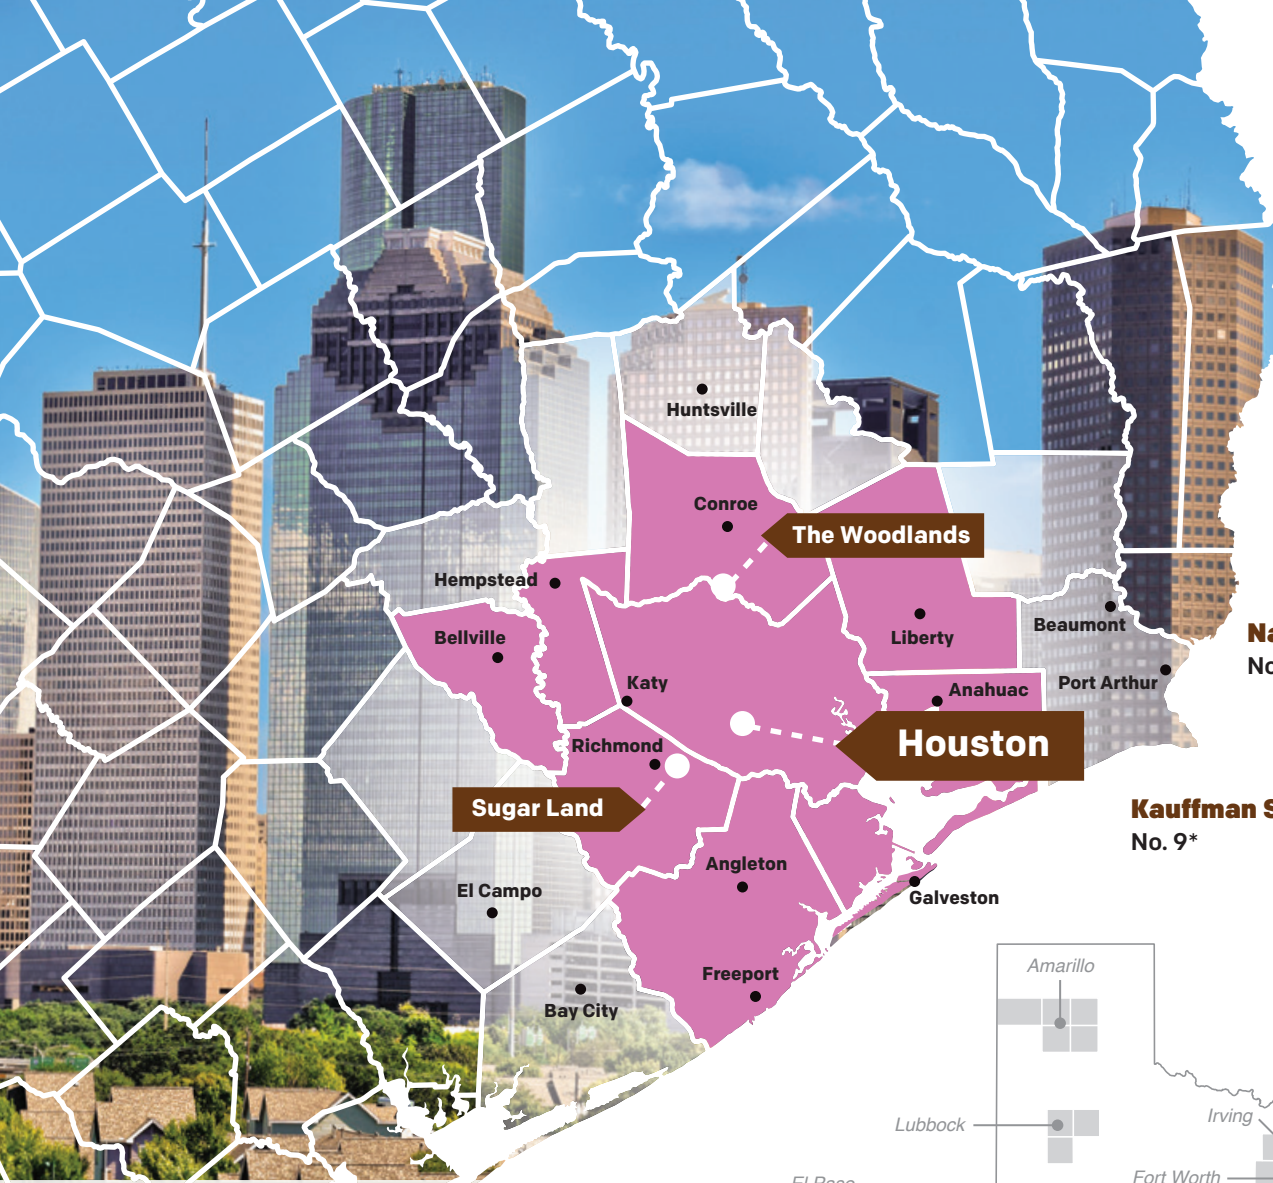 Huntsville
Conroe
The Woodlands
Hempstead
Bellville
Liberty
Beaumont
Katy
Anahuac
Port Arthur
Richmond
Houston
Sugar Land
Angleton
El Campo
Galveston
Freeport
Bay City
No. 9*
Kauffman
Amarillo
Lubbock
Irving
Fort Worth